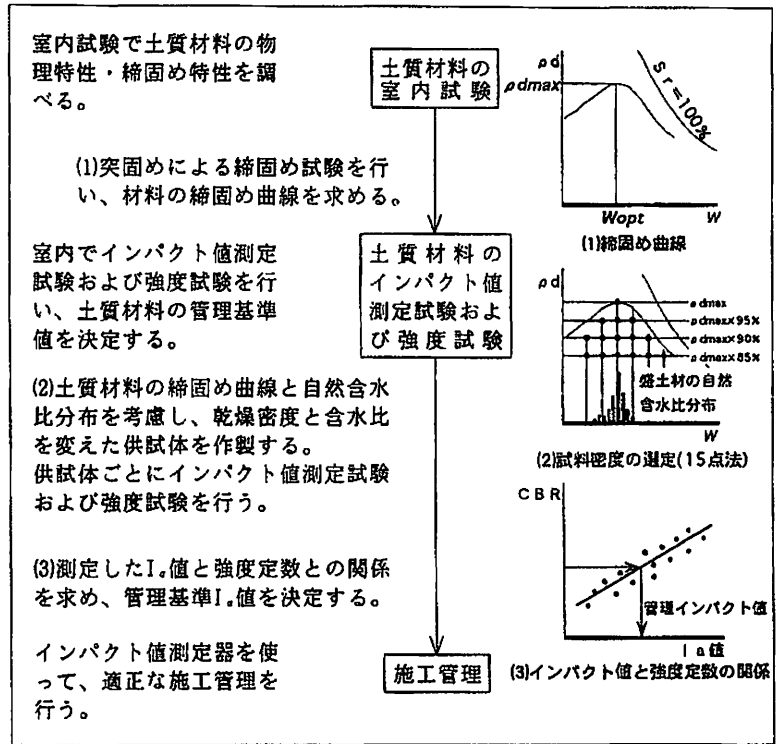 室内試験で土質材料の物
理特性・締固め特性を調
べる。
土質材料の
室内試験
(1)突固めによる締固め試験を行
い、材料の締固め曲線を求める。
ρd
ρdmax
Sr=100%
Wopt
W
(1)締固め曲線
室内でインパクト値測定
試験および強度試験を行
い、土質材料の管理基準
値を決定する。
土質材料の
インパクト値
測定試験およ
び強度試験
(2)土質材料の締固め曲線と自然含水
比分布を考慮し、乾燥密度と含水比
を変えた供試体を作製する。
供試体ごとにインパクト値測定試験
および強度試験を行う。
ρd
ρdmax
ρdmax×95%
ρdmax×90%
ρdmax×85%
盛土材の自然
含水比分布
W
(2)試料密度の選定(15点法)
(3)測定したIa値と強度定数との関係
を求め、管理基準Ia値を決定する。
CBR
管理インパクト値
Ia値
(3)インパクト値と強度定数の関係
インパクト値測定器を使
って、適正な施工管理を
行う。
施工管理